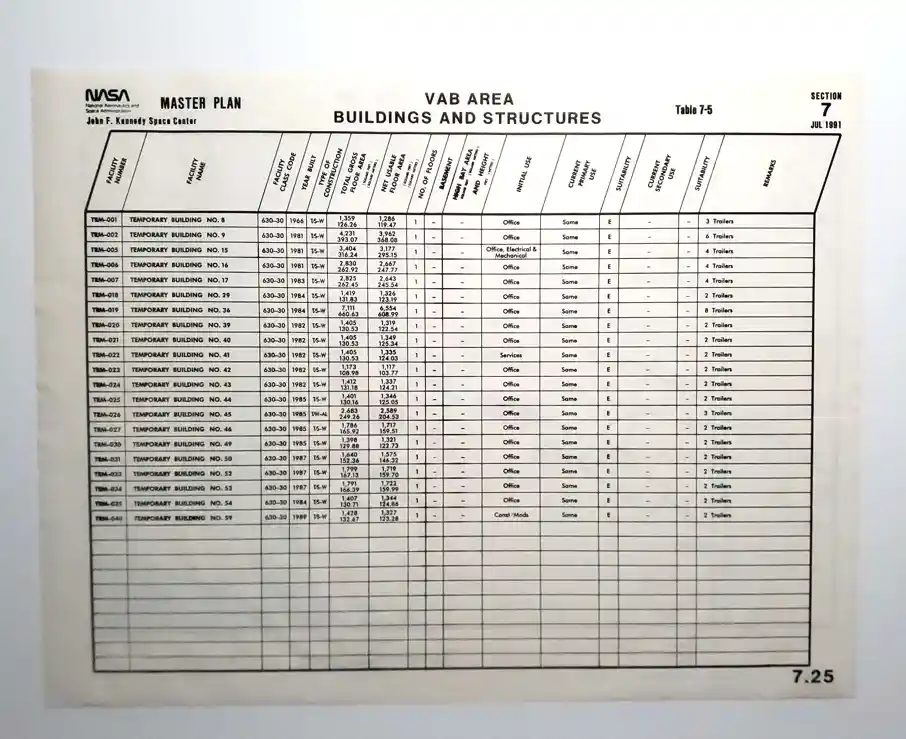 NASA
National Aeronautics and
Space Administration
John F. Kennedy Space Center
MASTER PLAN
VAB AREA
BUILDINGS AND STRUCTURES
Table 7-5
SECTION
7
JUL 1991
FACILITY NUMBER FACILITY NAME FACILITY CLASS CODE YEAR BUILT TYPE OF CONSTRUCTION TOTAL GROSS FLOOR AREA NET USABLE FLOOR AREA NO. OF FLOORS BASEMENT HIGH BAY AREA AND HEIGHT INITIAL USE CURRENT PRIMARY USE SUITABILITY CURRENT SECONDARY USE SUITABILITY REMARKS
TRM-001 TEMPORARY BUILDING NO. 8 630-30 1966 TS-W 1,359 126.26 1,286 119.47 1 – – Office Same E – – 3 Trailers
TRM-002 TEMPORARY BUILDING NO. 9 630-30 1981 TS-W 4,231 393.07 3,962 368.08 1 – – Office Same E – – 6 Trailers
TRM-005 TEMPORARY BUILDING NO. 15 630-30 1981 TS-W 3,404 316.24 3,177 295.15 1 – – Office, Electrical & Mechanical Same E – – 4 Trailers
TRM-006 TEMPORARY BUILDING NO. 16 630-30 1981 TS-W 2,830 262.92 2,667 247.77 1 – – Office Same E – – 4 Trailers
TRM-007 TEMPORARY BUILDING NO. 17 630-30 1983 TS-W 2,825 262.45 2,643 245.54 1 – – Office Same E – – 4 Trailers
TRM-018 TEMPORARY BUILDING NO. 29 630-30 1984 TS-W 1,419 131.83 1,326 123.19 1 – – Office Same E – – 2 Trailers
TRM-019 TEMPORARY BUILDING NO. 36 630-30 1984 TS-W 7,111 660.63 6,554 608.99 1 – – Office Same E – – 8 Trailers
TRM-020 TEMPORARY BUILDING NO. 39 630-30 1982 TS-W 1,405 130.53 1,319 122.54 1 – – Office Same E – – 2 Trailers
TRM-021 TEMPORARY BUILDING NO. 40 630-30 1982 TS-W 1,405 130.53 1,349 125.34 1 – – Office Same E – – 2 Trailers
TRM-022 TEMPORARY BUILDING NO. 41 630-30 1982 TS-W 1,405 130.53 1,335 124.03 1 – – Services Same E – – 2 Trailers
TRM-023 TEMPORARY BUILDING NO. 42 630-30 1982 TS-W 1,173 108.98 1,117 103.77 1 – – Office Same E – – 2 Trailers
TRM-024 TEMPORARY BUILDING NO. 43 630-30 1982 TS-W 1,412 131.18 1,337 124.21 1 – – Office Same E – – 2 Trailers
TRM-025 TEMPORARY BUILDING NO. 44 630-30 1985 TS-W 1,401 130.16 1,346 125.05 1 – – Office Same E – – 2 Trailers
TRM-026 TEMPORARY BUILDING NO. 45 630-30 1985 2,683 249.26 2,589 204.53 1 – – Office Same E – – 3 Trailers
TRM-027 TEMPORARY BUILDING NO. 46 630-30 1985 TS-W 1,786 165.92 1,717 159.51 1 – – Office Same E – – 2 Trailers
TRM-030 TEMPORARY BUILDING NO. 49 630-30 1985 TS-W 1,398 129.88 1,321 122.73 1 – – Office Same E – – 2 Trailers
TRM-031 TEMPORARY BUILDING NO. 50 630-30 1987 TS-W 1,640 152.36 1,575 146.32 1 – – Office Same E – – 2 Trailers
TRM-033 TEMPORARY BUILDING NO. 52 630-30 1987 TS-W 1,799 167.13 1,719 159.70 1 – – Office Same E – – 2 Trailers
TRM-034 TEMPORARY BUILDING NO. 53 630-30 1987 TS-W 1,791 166.39 1,722 159.99 1 – – Office Same E – – 2 Trailers
TRM-035 TEMPORARY BUILDING NO. 54 630-30 1984 TS-W 1,407 130.71 1,344 124.86 1 – – Office Same E – – 2 Trailers
TRM-040 TEMPORARY BUILDING NO. 59 630-30 1989 TS-W 1,428 132.67 1,327 123.28 1 – – Const Mods Same E – – 2 Trailers
7.25